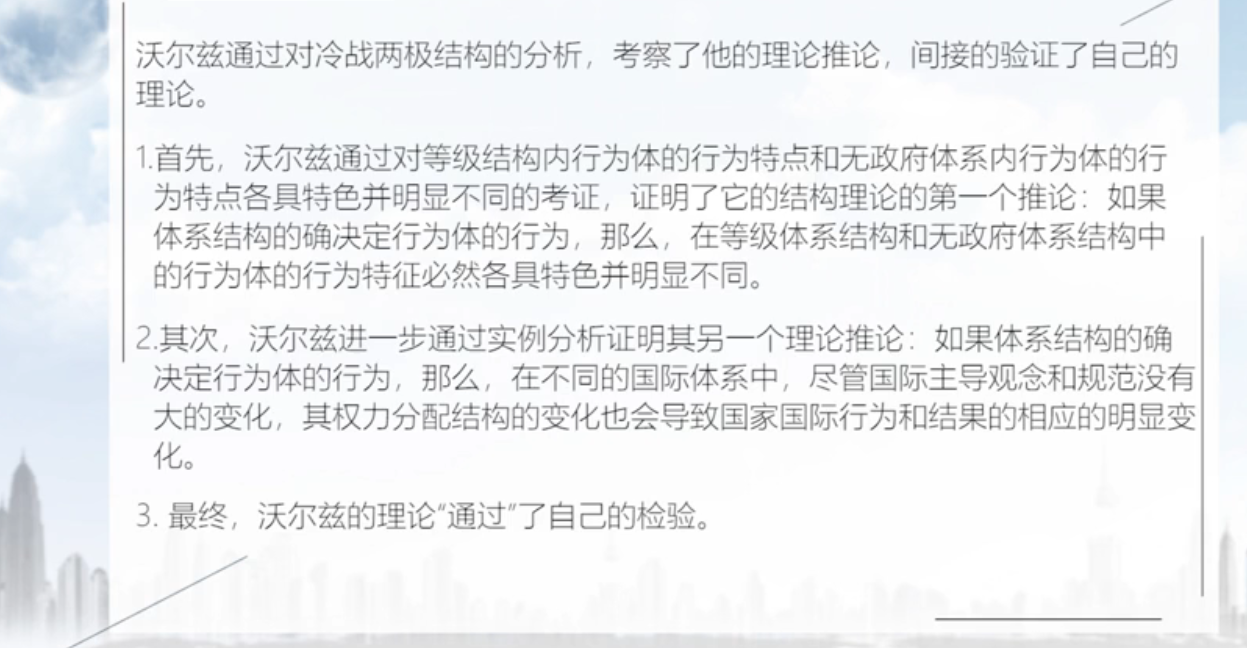 沃尔兹通过对冷战两极结构的分析，考察了他的理论推论，间接的验证了自己的
理论。
1.首先，沃尔兹通过对等级结构内行为体的行为特点和无政府体系内行为体的行
为特点各具特色并明显不同的考证，证明了它的结构理论的第一个推论：如果
体系结构的确决定行为体的行为，那么，在等级体系结构和无政府体系结构中
的行为体的行为特征必然各具特色并明显不同。
2.其次，沃尔兹进一步通过实例分析证明其另一个理论推论：如果体系结构的确
决定行为体的行为，那么，在不同的国际体系中，尽管国际主导观念和规范没有
大的变化，其权力分配结构的变化也会导致国家国际行为和结果的相应的明显变
化。
3. 最终，沃尔兹的理论“通过”了自己的检验。